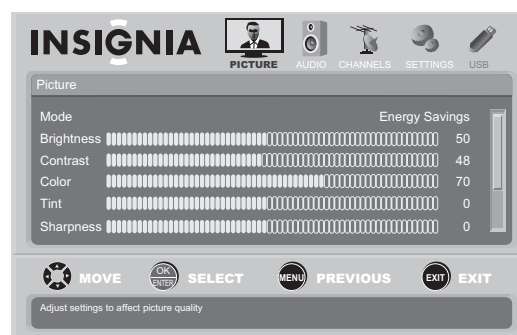 INSIGNIA
PICTURE AUDIO CHANNELS SETTINGS USB
Picture
Mode Energy Savings
Brightness 50
Contrast 48
Color 70
Tint 0
Sharpness 0
MOVE OK ENTER SELECT MENU PREVIOUS EXIT EXIT
Adjust settings to affect picture quality